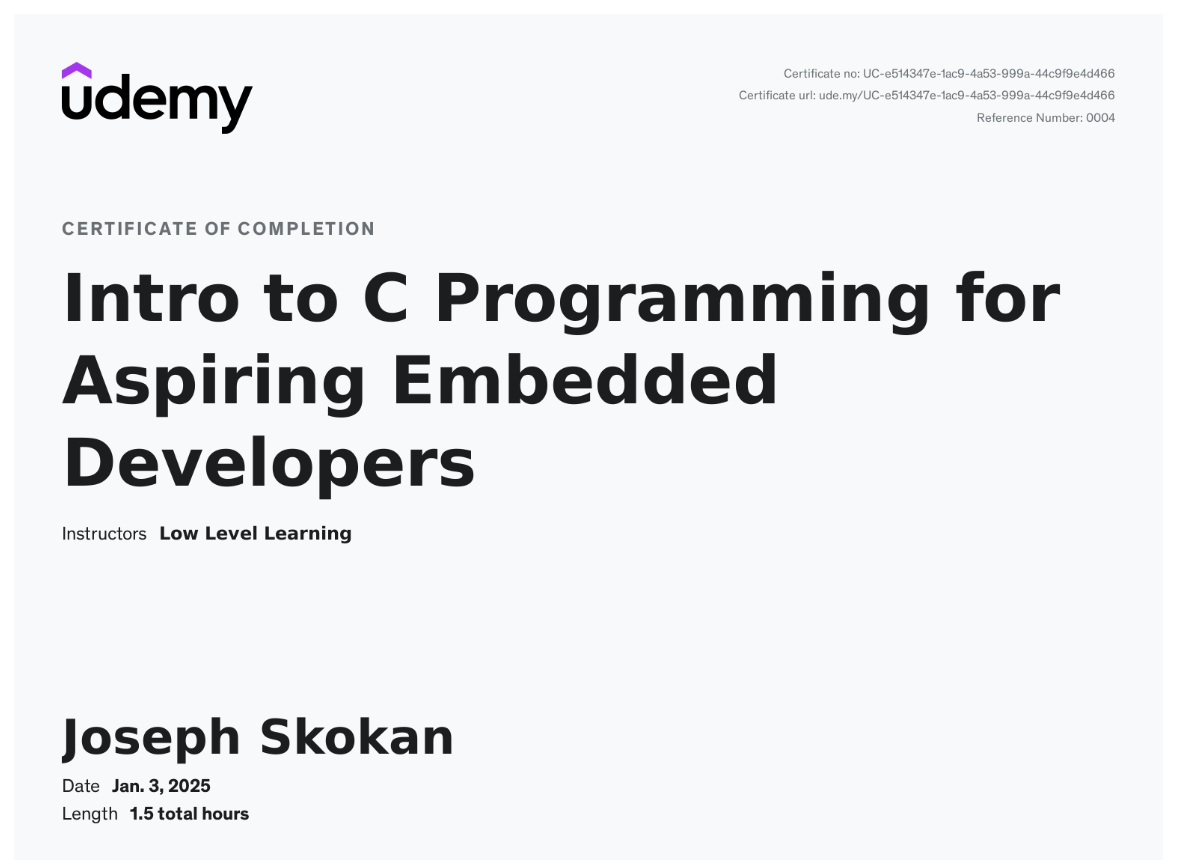 udemy
Certificate no: UC-e514347e-1ac9-4a53-999a-44c9f9e4d466
Certificate url: ude.my/UC-e514347e-1ac9-4a53-999a-44c9f9e4d466
Reference Number: 0004
CERTIFICATE OF COMPLETION
Intro to C Programming for
Aspiring Embedded
Developers
Instructors Low Level Learning
Joseph Skokan
Date Jan. 3, 2025
Length 1.5 total hours